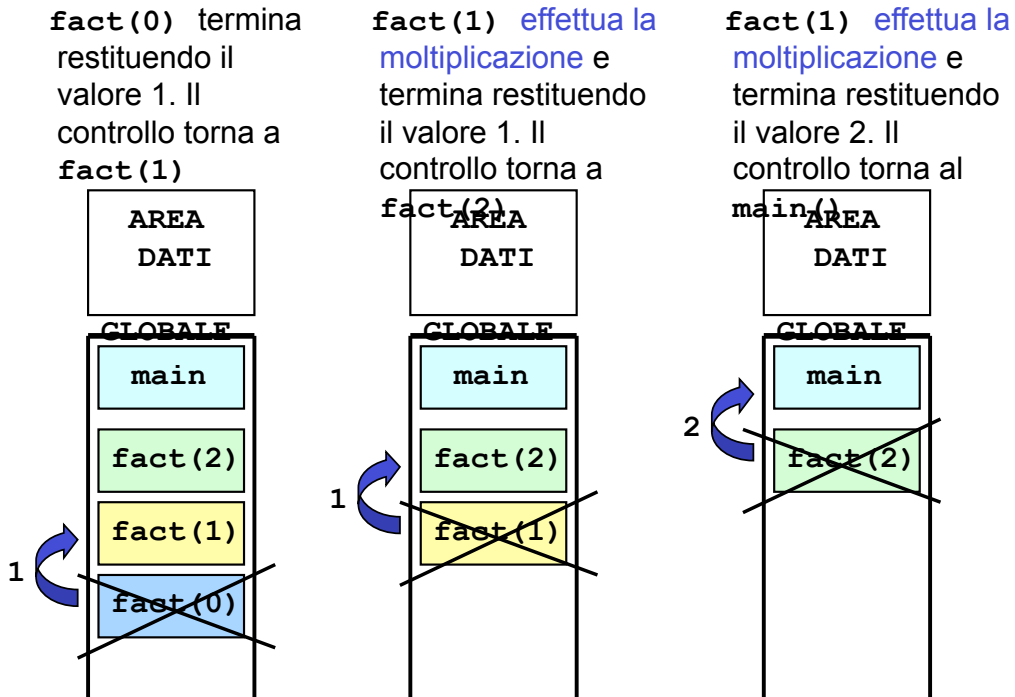 fact(0) termina
restituendo il
valore 1. Il
controllo torna a
fact(1)
AREA
DATI
GLOBALE
main
fact(2)
fact(1)
1
fact(0)
fact(1) effettua la
moltiplicazione e
termina restituendo
il valore 1. Il
controllo torna a
fact(2)
AREA
DATI
GLOBALE
main
fact(2)
1
fact(1)
fact(1) effettua la
moltiplicazione e
termina restituendo
il valore 2. Il
controllo torna al
main()
AREA
DATI
GLOBALE
main
2
fact(2)